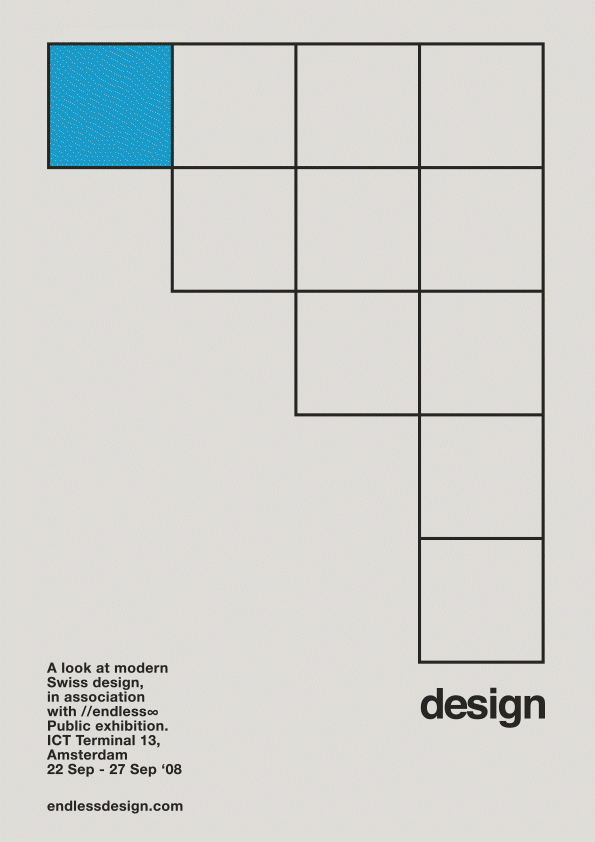 design
A look at modern
Swiss design,
in association
with //endless∞
Public exhibition.
ICT Terminal 13,
Amsterdam
22 Sep - 27 Sep ‘08
endlessdesign.com